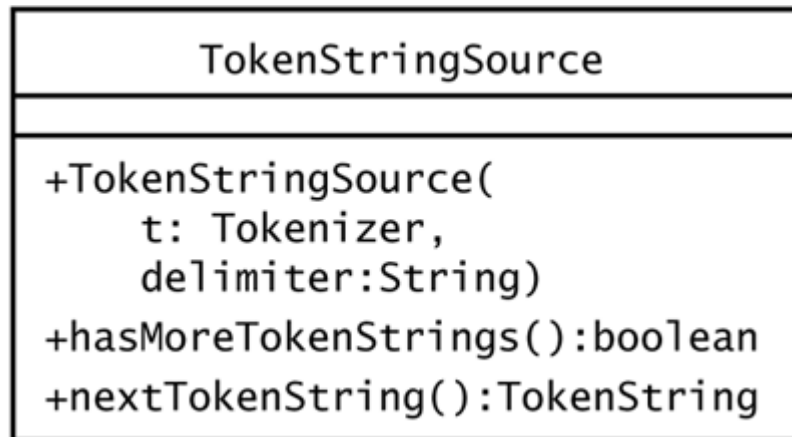 TokenStringSource
+TokenStringSource(
t: Tokenizer,
delimiter:String)
+hasMoreTokenStrings():boolean
+nextTokenString():TokenString